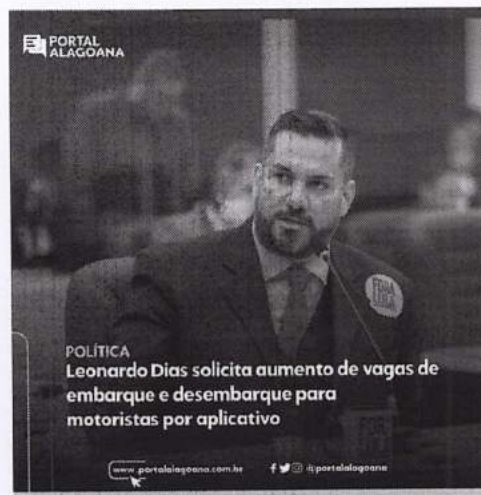 PORTAL
ALAGOANA
POLÍTICA
Leonardo Dias solicita aumento de vagas de
embarque e desembarque para
motoristas por aplicativo
www.portalalagoana.com.br
@portalalagoana